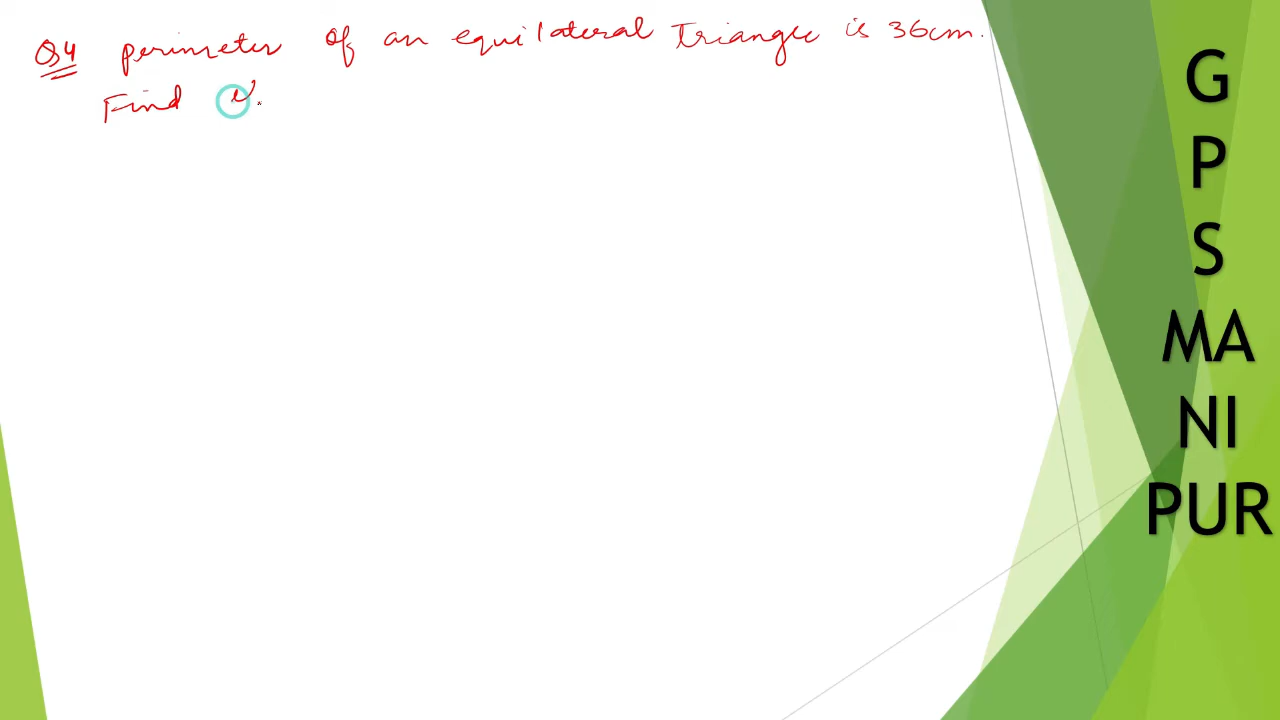 Q4 perimeter of an equilateral Triangle is 36cm.
Find
G
P
S
MA
NI
PUR